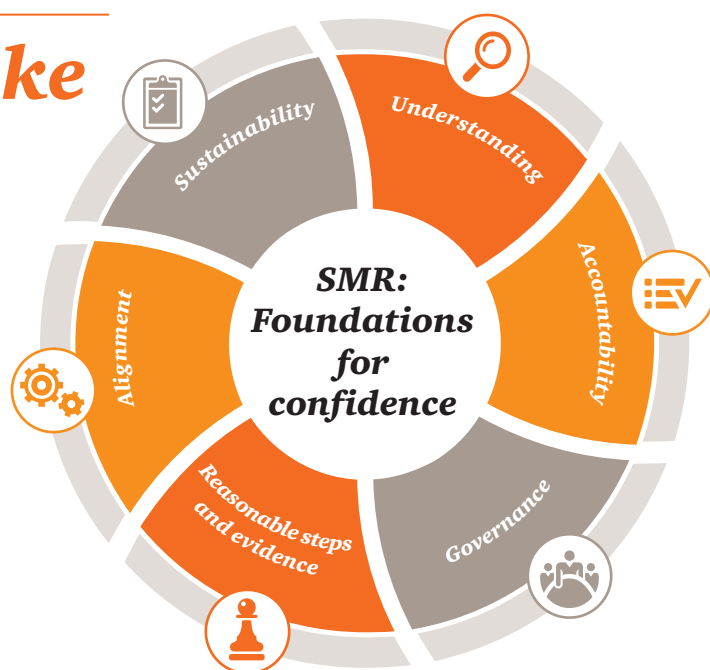 ke
Understanding
Accountability
Governance
Reasonable steps
and evidence
Alignment
Sustainability
SMR:
Foundations
for
confidence